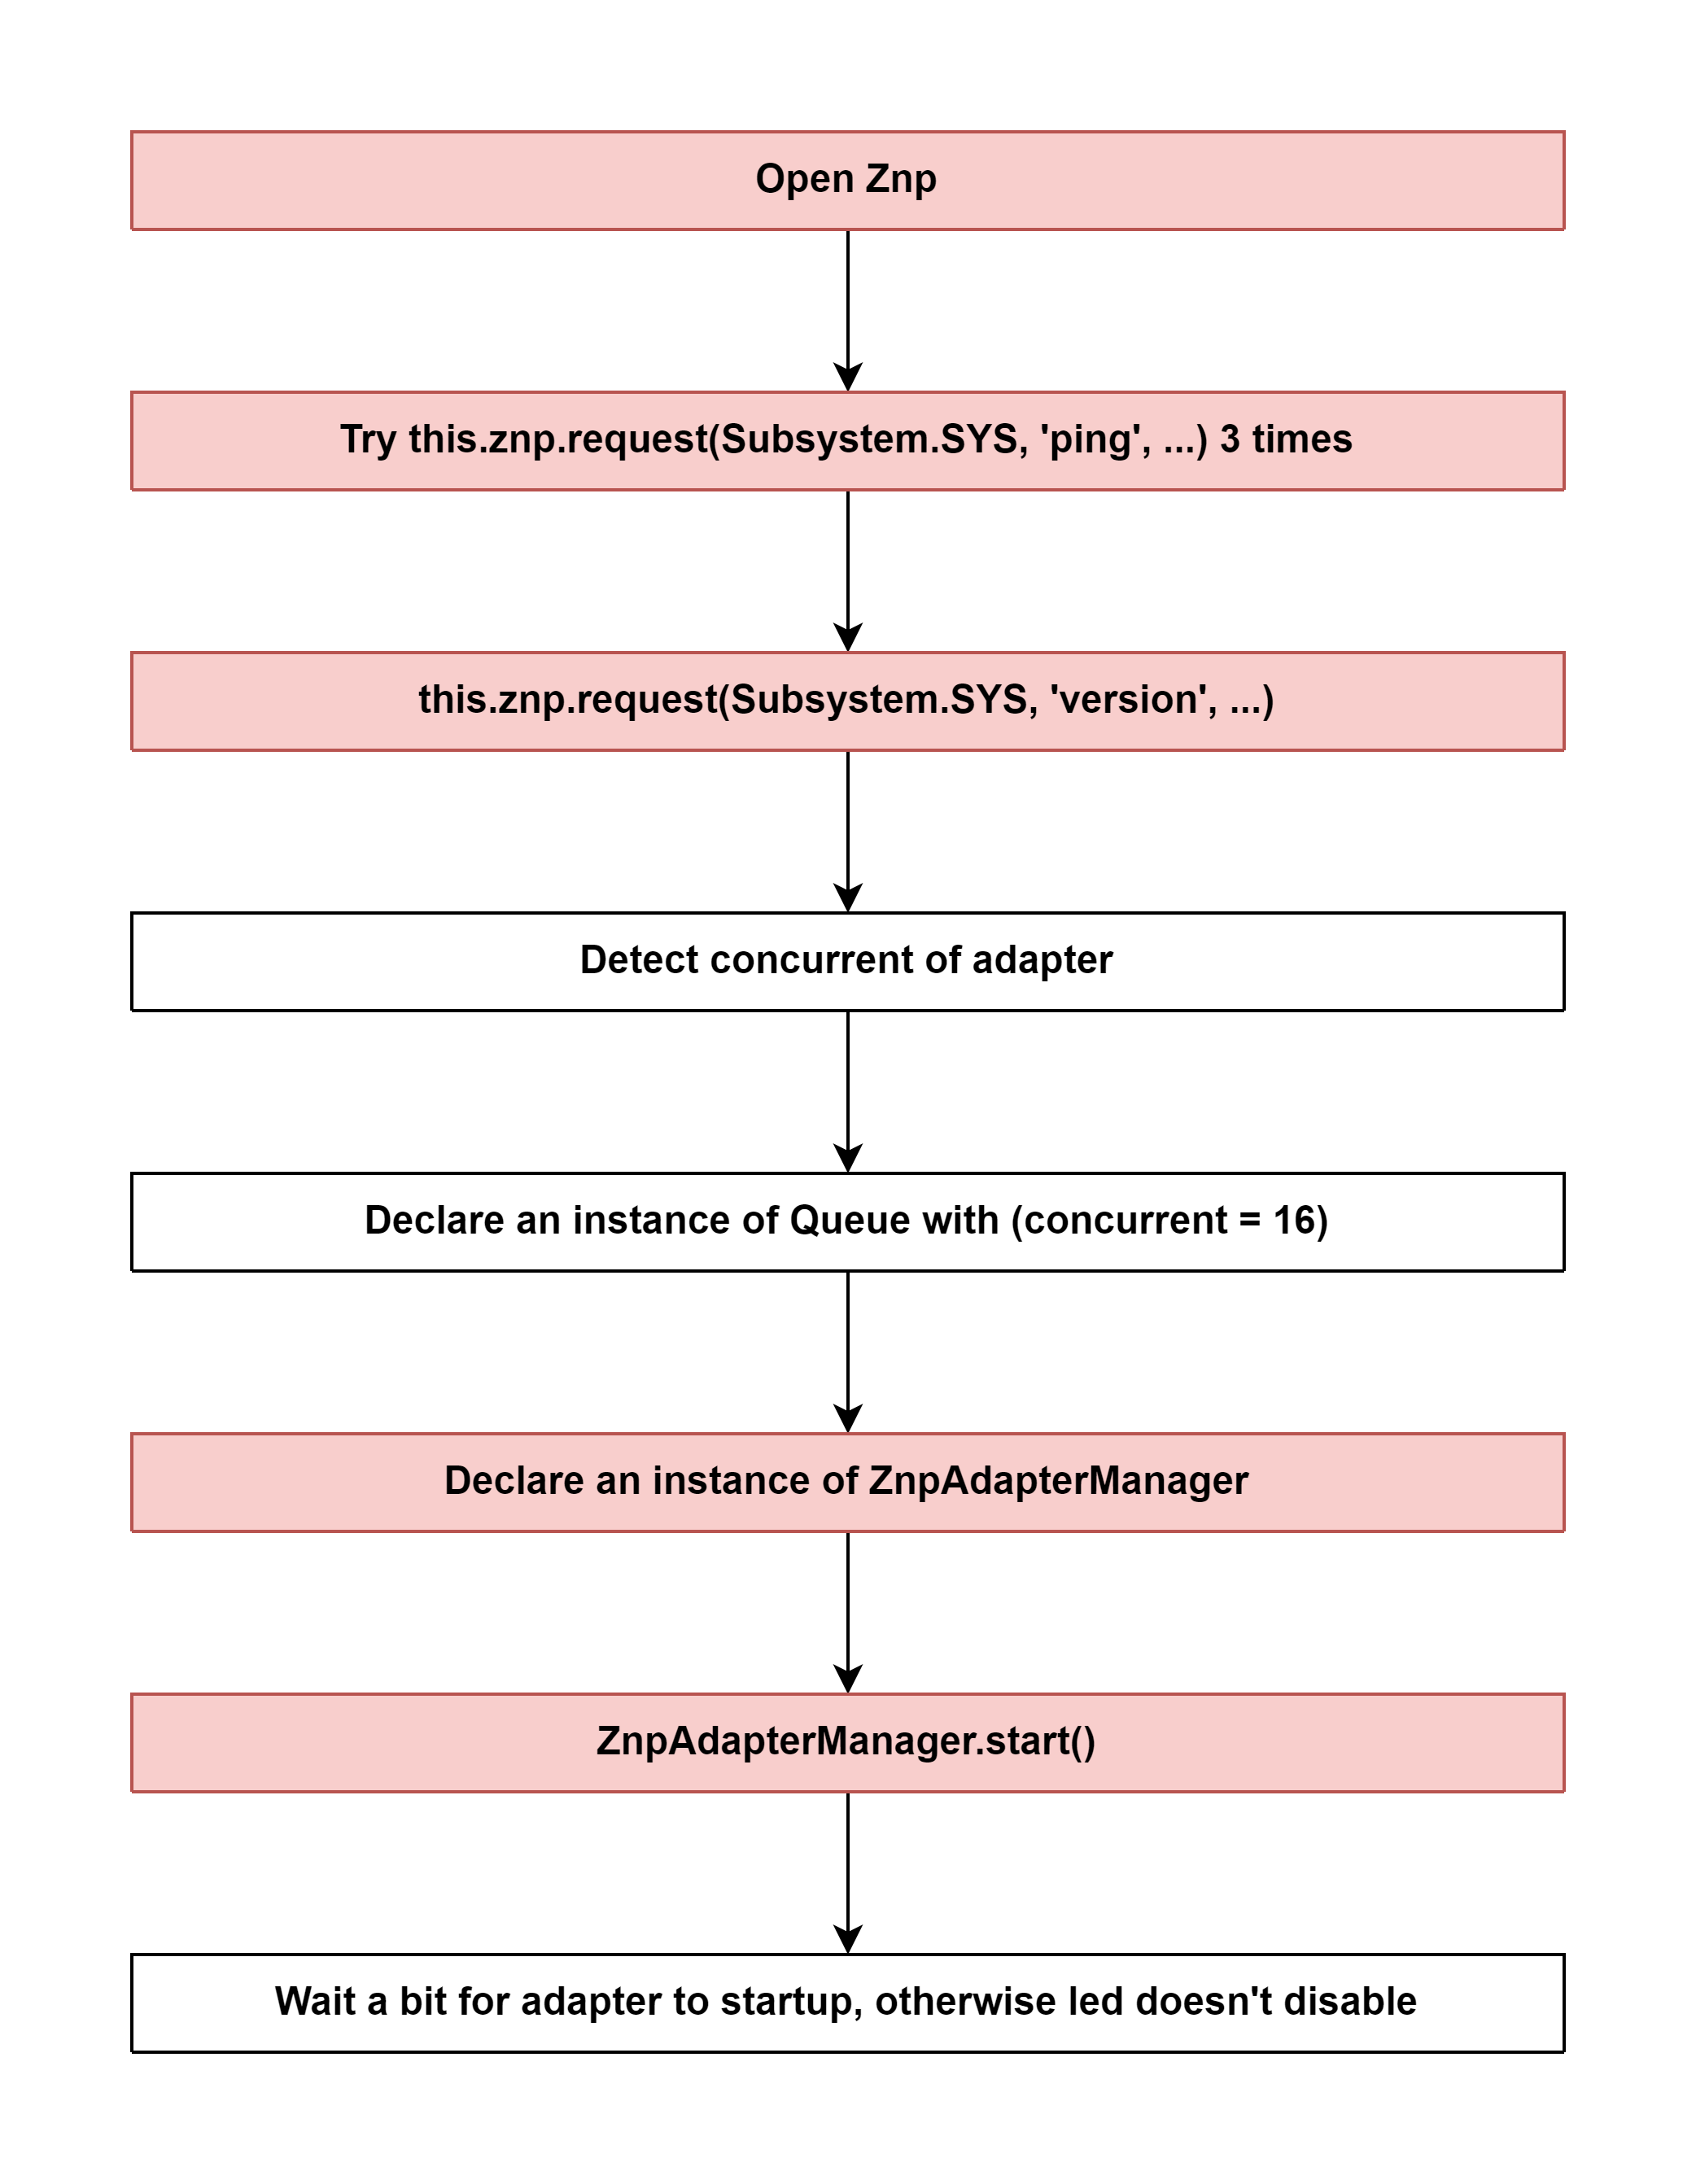 Open Znp
Try this.znp.request(Subsystem.SYS, 'ping', ...) 3 times
this.znp.request(Subsystem.SYS, 'version', ...)
Detect concurrent of adapter
Declare an instance of Queue with (concurrent = 16)
Declare an instance of ZnpAdapterManager
ZnpAdapterManager.start()
Wait a bit for adapter to startup, otherwise led doesn't disable